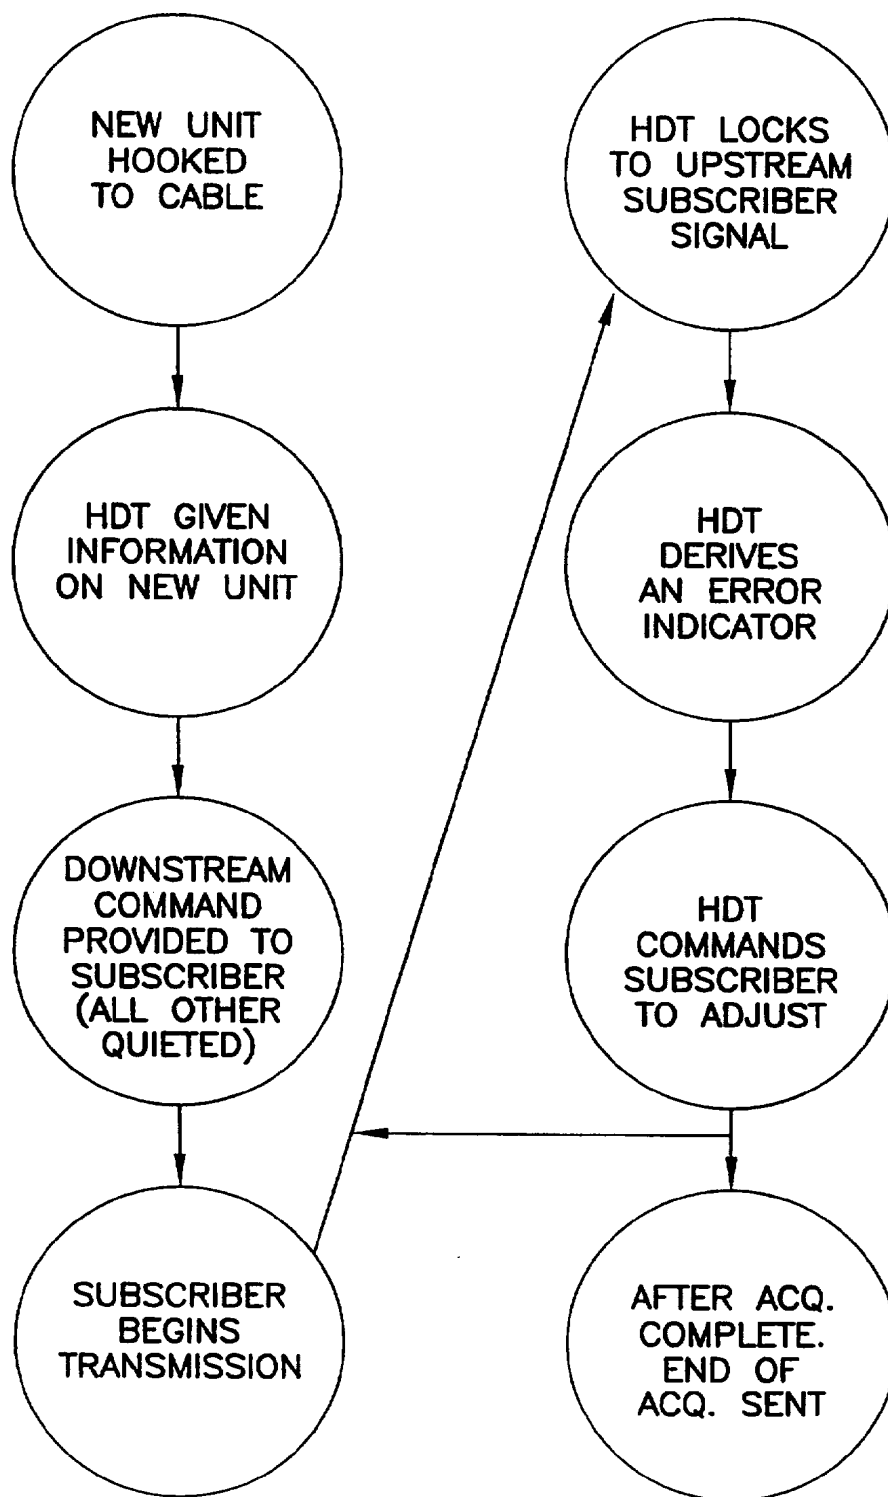 NEW UNIT
HOOKED
TO CABLE
HDT GIVEN
INFORMATION
ON NEW UNIT
DOWNSTREAM
COMMAND
PROVIDED TO
SUBSCRIBER
(ALL OTHER
QUIETED)
SUBSCRIBER
BEGINS
TRANSMISSION
HDT LOCKS
TO UPSTREAM
SUBSCRIBER
SIGNAL
HDT
DERIVES
AN ERROR
INDICATOR
HDT
COMMANDS
SUBSCRIBER
TO ADJUST
AFTER ACQ.
COMPLETE.
END OF
ACQ. SENT